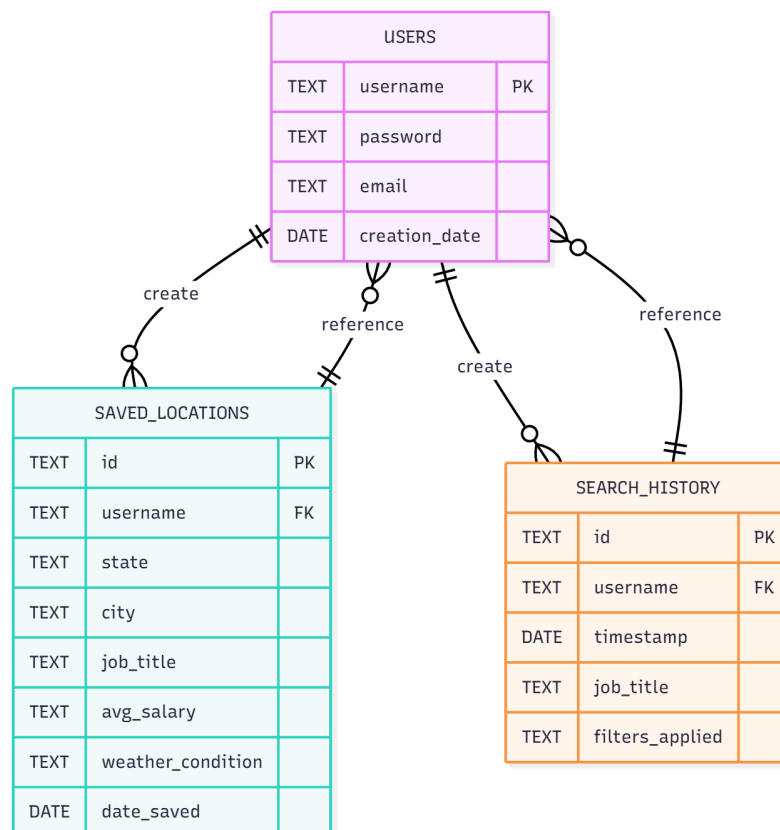 USERS
TEXT username PK
TEXT password
TEXT email
DATE creation_date
create
reference
create
reference
SAVED_LOCATIONS
TEXT id PK
TEXT username FK
TEXT state
TEXT city
TEXT job_title
TEXT avg_salary
TEXT weather_condition
DATE date_saved
SEARCH_HISTORY
TEXT id PK
TEXT username FK
DATE timestamp
TEXT job_title
TEXT filters_applied